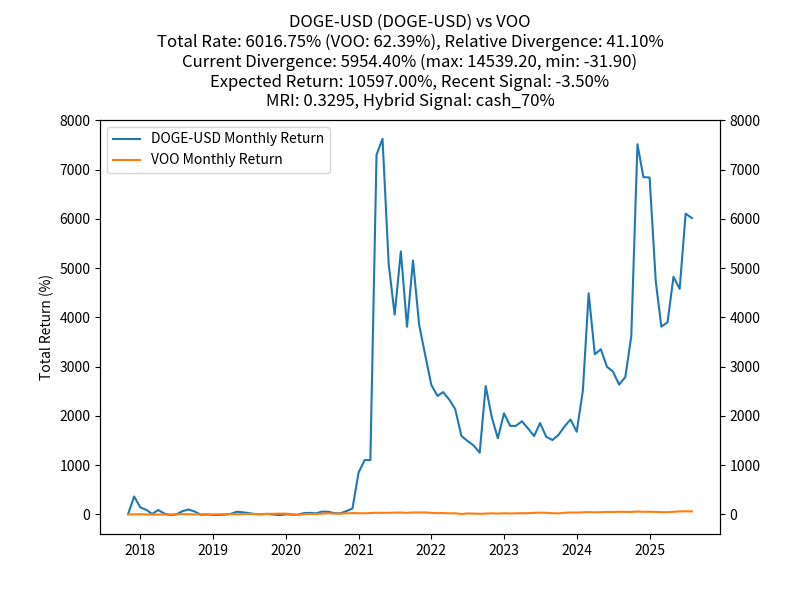 DOGE-USD (DOGE-USD) vs VOO
Total Rate: 6016.75% (VOO: 62.39%), Relative Divergence: 41.10%
Current Divergence: 5954.40% (max: 14539.20, min: -31.90)
Expected Return: 10597.00%, Recent Signal: -3.50%
MRI: 0.3295, Hybrid Signal: cash_70%
DOGE-USD Monthly Return
VOO Monthly Return
Total Return (%)
8000
7000
6000
5000
4000
3000
2000
1000
0
8000
7000
6000
5000
4000
3000
2000
1000
0
2018 2019 2020 2021 2022 2023 2024 2025